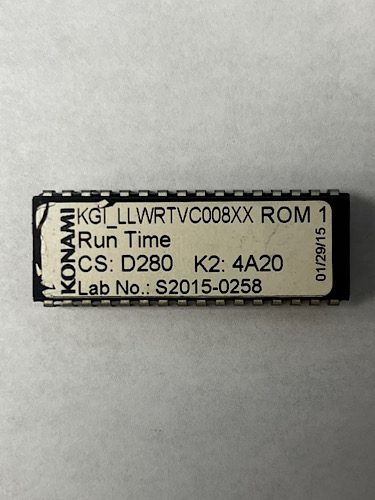 KONAMI
KGI_LLWRTVC008XX ROM 1
Run Time
CS: D280 K2: 4A20
Lab No.: S2015-0258
01/29/15